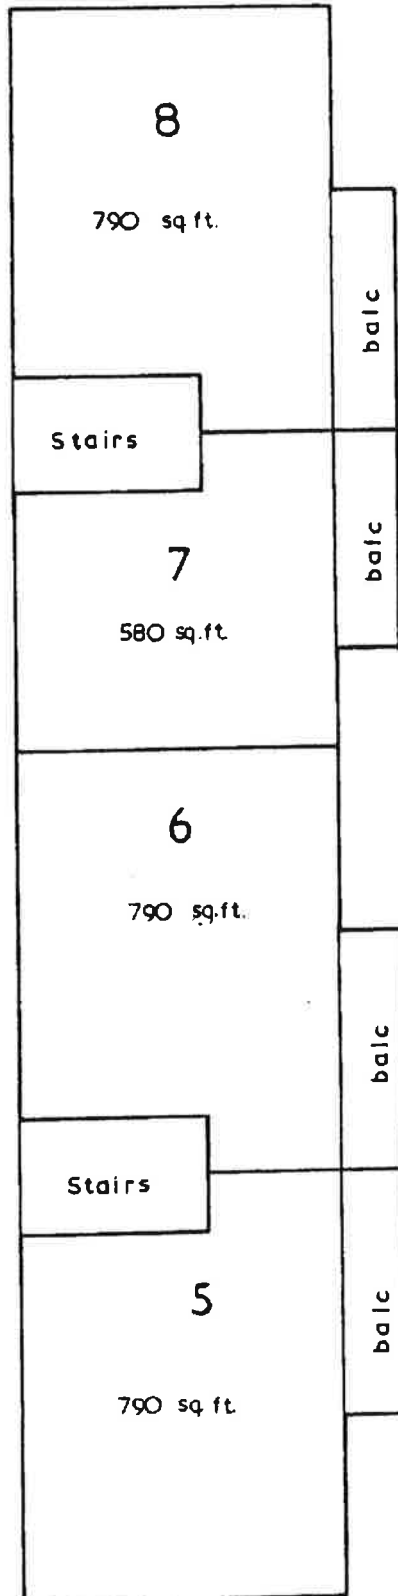 8
790 sq ft.
balc
Stairs
balc
7
580 sq.ft.
6
790 sq.ft.
balc
Stairs
5
balc
790 sq ft.